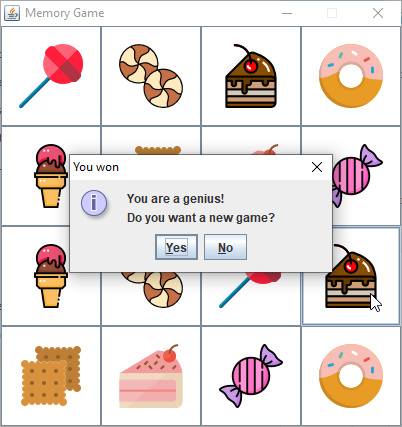 Memory Game
You won
You are a genius!
Do you want a new game?
Yes
No